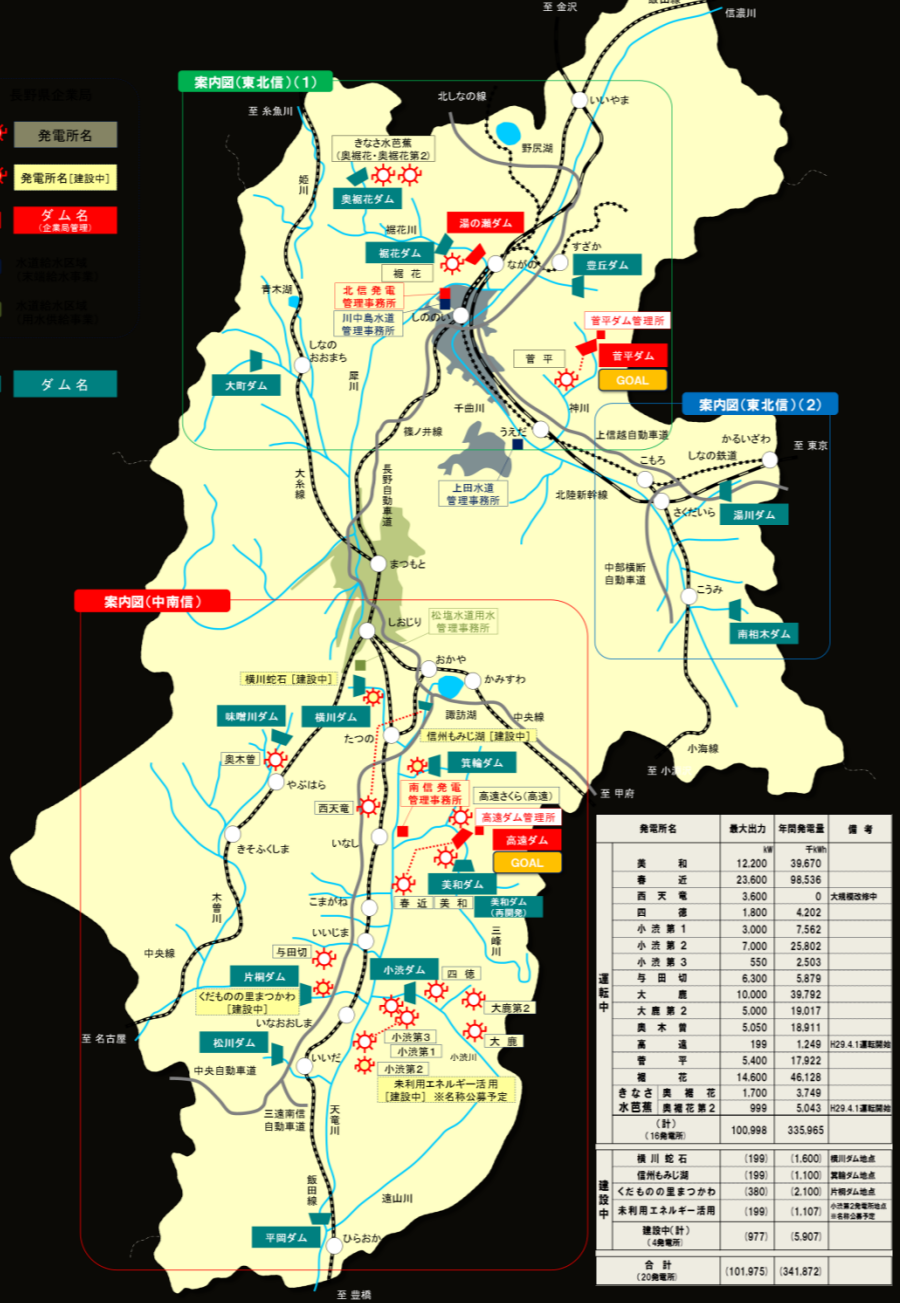 至 金沢
飯山線
信濃川
案内図(東北信)(1)
長野県企業局
至 糸魚川
北しなの線
いいやま
発電所名
きなさ水芭蕉
(奥裾花・奥裾花第2)
野尻湖
発電所名[建設中]
姫川
奥裾花ダム
ダム名
(企業局管理)
裾花川
湯の瀬ダム
裾花ダム
すざか
ながの
豊丘ダム
裾花
水道給水区域
(末端給水事業)
北信発電
管理事務所
青木湖
川中島水道
管理事務所
しののい
水道給水区域
(用水供給事業)
菅平ダム管理所
しなの
おおまち
菅平
菅平ダム
GOAL
ダム名
大町ダム
犀川
千曲川
神川
案内図(東北信)(2)
篠ノ井線
うえだ
上信越自動車道
かるいざわ
至 東京
しなの鉄道
こもろ
大糸線
長野自動車道
上田水道
管理事務所
北陸新幹線
さくだいら
湯川ダム
まつもと
中部横断
自動車道
こうみ
案内図(中南信)
松塩水道用水
管理事務所
しおじり
南相木ダム
おかや
横川蛇石[建設中]
かみすわ
味噌川ダム
横川ダム
諏訪湖
中央線
たつの
信州もみじ湖[建設中]
小海線
奥木曽
箕輪ダム
至 小淵沢
やぶはら
南信発電
管理事務所
高遠さくら(高遠)
至 甲府
西天竜
高遠ダム管理所
きそふくしま
いなし
高遠ダム
GOAL
美和ダム
木曽川
こまがね
春近
美和
美和ダム
(再開発)
いいじま
三峰川
中央線
与田切
片桐ダム
小渋ダム
四徳
くだものの里まつかわ
[建設中]
大鹿第2
いなおおしま
至 名古屋
小渋第3
大鹿
松川ダム
小渋第1
小渋川
中央自動車道
いいだ
小渋第2
未利用エネルギー活用
[建設中] ※名称公募予定
三遠南信
自動車道
天竜川
飯田線
遠山川
平岡ダム
ひらおか
至 豊橋
発電所名 最大出力 年間発電量 備考
kW 千kWh
運転中
美和 12,200 39,670
春近 23,600 98,536
西天竜 3,600 0 大規模改修中
四徳 1,800 4,202
小渋第1 3,000 7,562
小渋第2 7,000 25,802
小渋第3 550 2,503
与田切 6,300 5,879
大鹿 10,000 39,792
大鹿第2 5,000 19,017
奥木曽 5,050 18,911
高遠 199 1,249 H29.4.1運転開始
菅平 5,400 17,922
裾花 14,600 46,128
きなさ 奥裾花 1,700 3,749
水芭蕉 奥裾花第2 999 5,043 H29.4.1運転開始
(計)
(16発電所) 100,998 335,965
建設中
横川蛇石 (199) (1,600) 横川ダム地点
信州もみじ湖 (199) (1,100) 箕輪ダム地点
くだものの里まつかわ (380) (2,100) 片桐ダム地点
未利用エネルギー活用 (199) (1,107) 小渋第2発電所地点
※名称公募予定
建設中(計)
(4発電所) (977) (5,907)
合計
(20発電所) (101,975) (341,872)